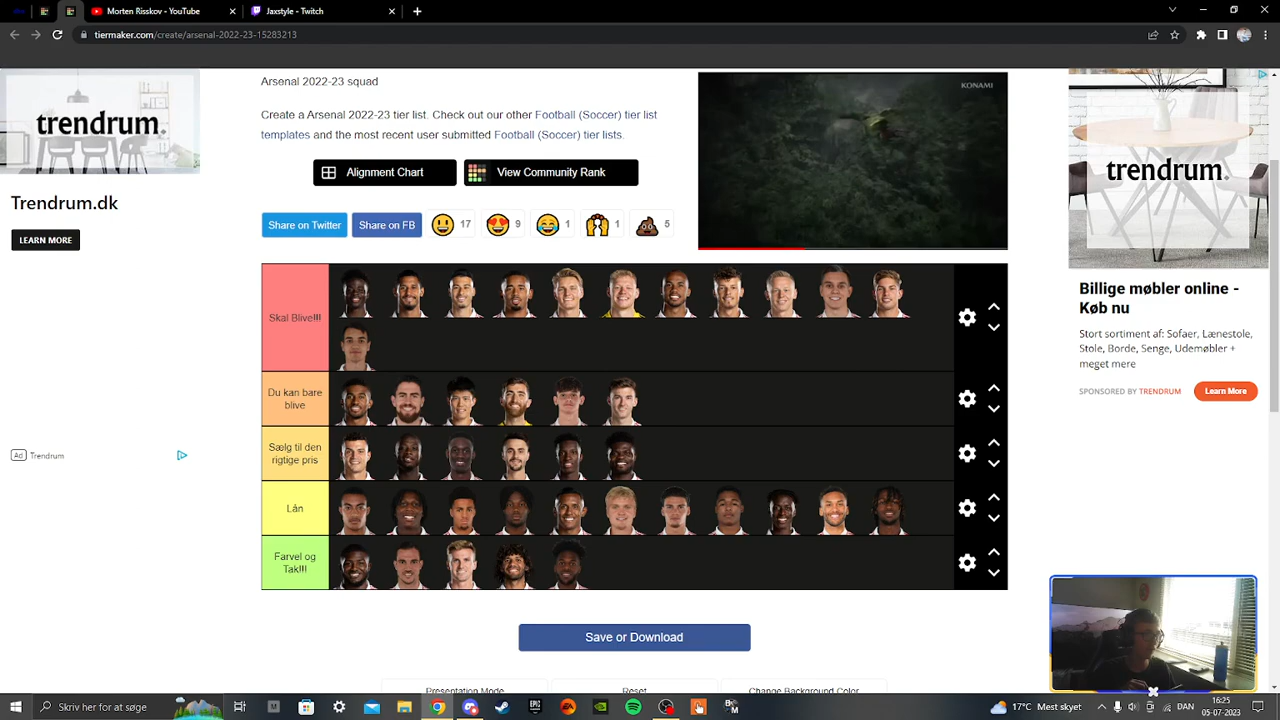 Morten Risskov - YouTube
Jaxstyle - Twitch
tiermaker.com/create/arsenal-2022-23-15283213
Arsenal 2022-23 squad
Create a Arsenal 2022-23 tier list. Check out our other Football (Soccer) tier list
templates and the most recent user submitted Football (Soccer) tier lists.
Alignment Chart
View Community Rank
Share on Twitter
Share on FB
17
9
1
1
5
KONAMI
trendrum.
Trendrum.dk
LEARN MORE
Ad Trendrum
trendrum.
Billige møbler online -
Køb nu
Stort sortiment af: Sofaer, Lænestole,
Stole, Borde, Senge, Udemøbler +
meget mere
SPONSORED BY TRENDRUM
Learn More
Skal Blive!!!
Du kan bare
blive
Sælg til den
rigtige pris
Lån
Farvel og
Tak!!!
Save or Download
Presentation Mode
Reset
Change Background Color
Skriv her for at søge
17°C Mest skyet
DAN
16:25
05-07-2023